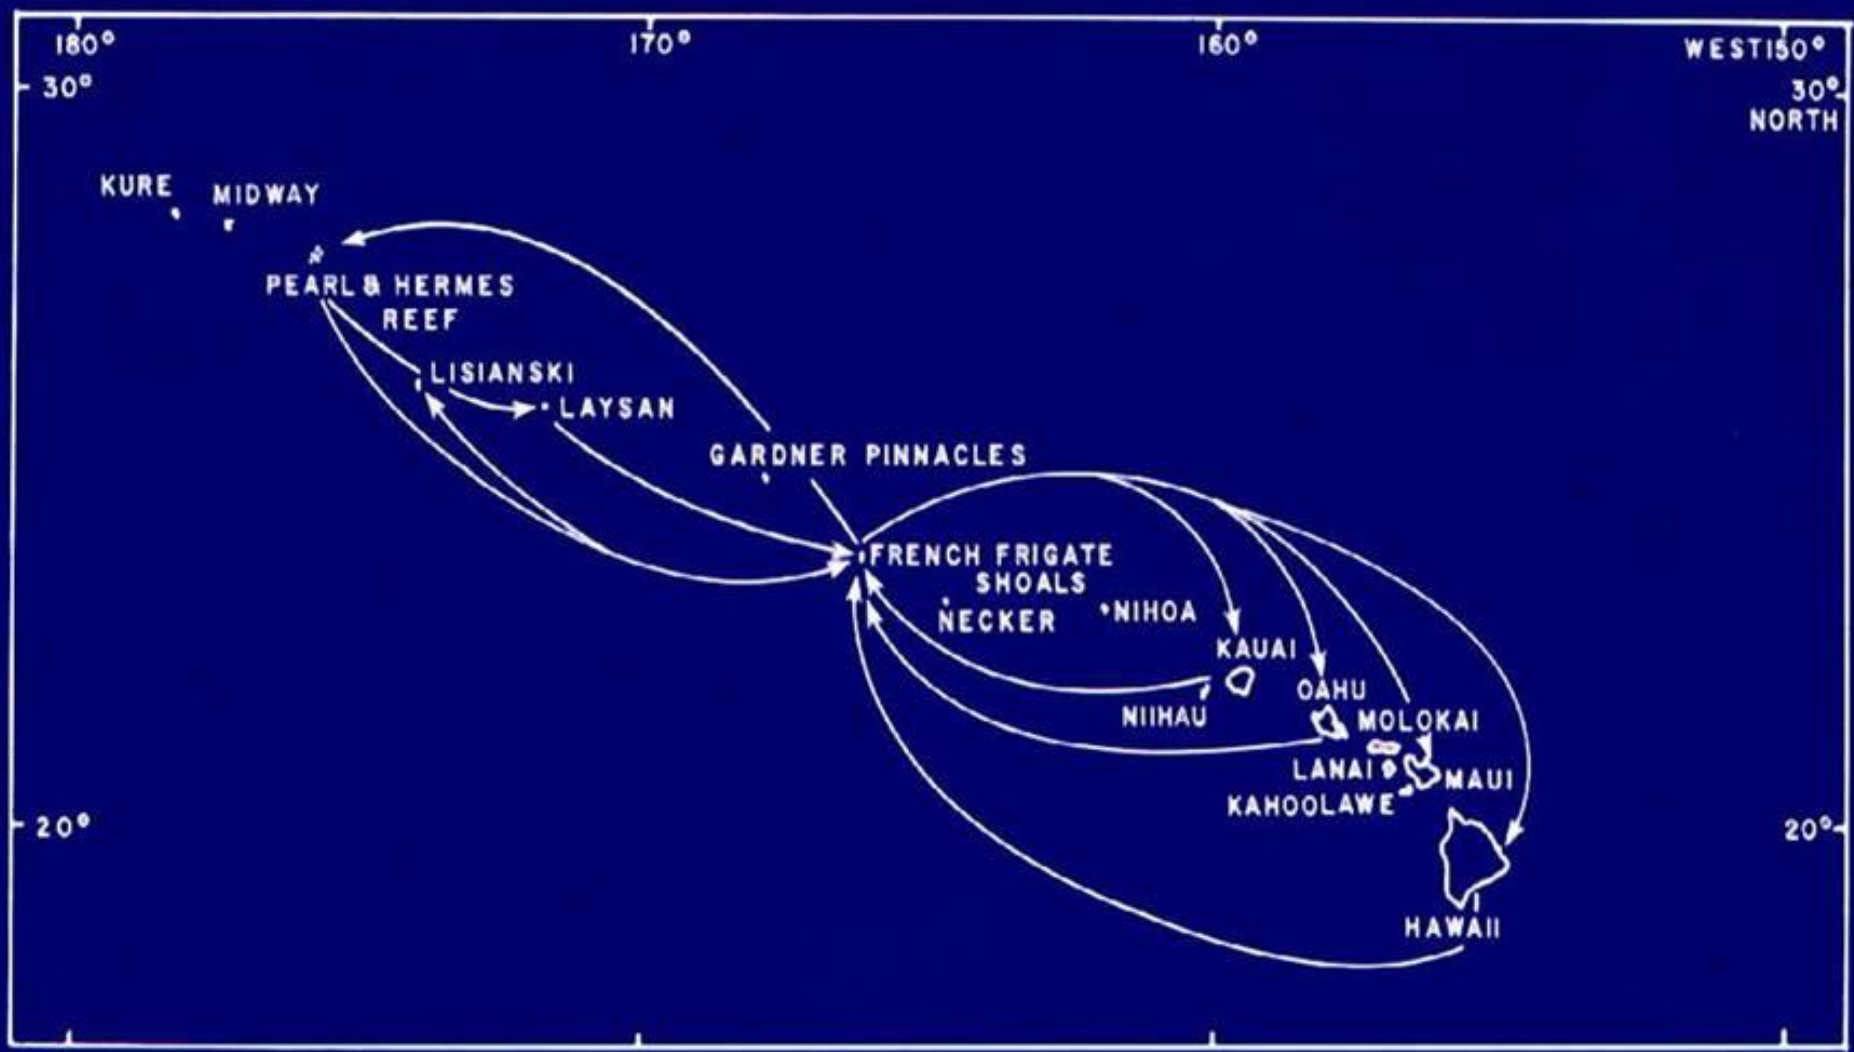 180°
170°
160°
WEST150°
30°
30°
NORTH
KURE
MIDWAY
PEARL & HERMES
REEF
LISIANSKI
LAYSAN
GARDNER PINNACLES
FRENCH FRIGATE
SHOALS
NECKER
NIHOA
KAUAI
NIIHAU
OAHU
MOLOKAI
LANAI
MAUI
KAHOOLAWE
20°
20°
HAWAII